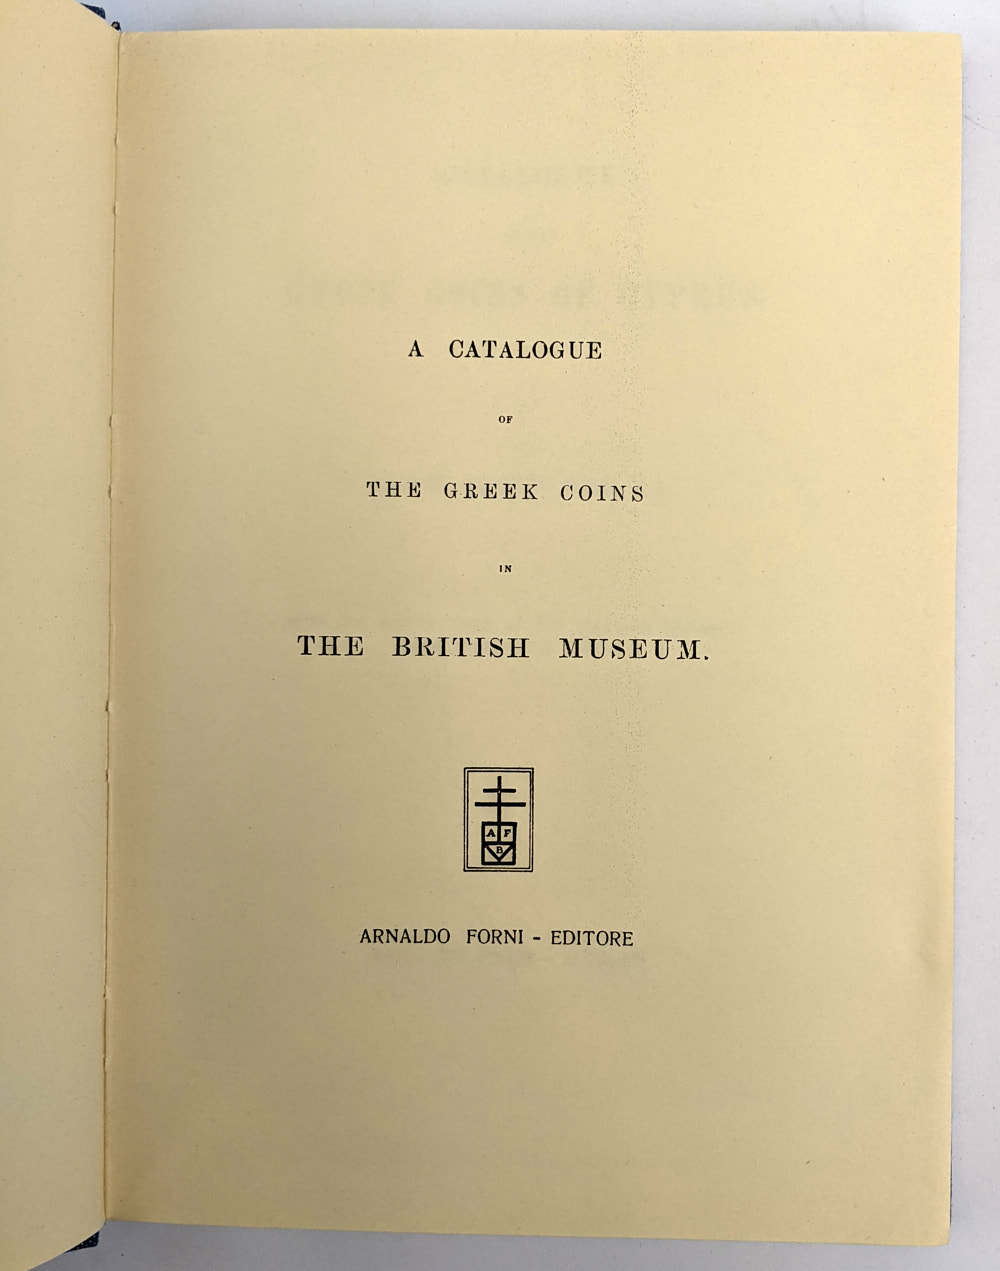 A CATALOGUE
OF
THE GREEK COINS
IN
THE BRITISH MUSEUM.
A F
B
ARNALDO FORNI - EDITORE